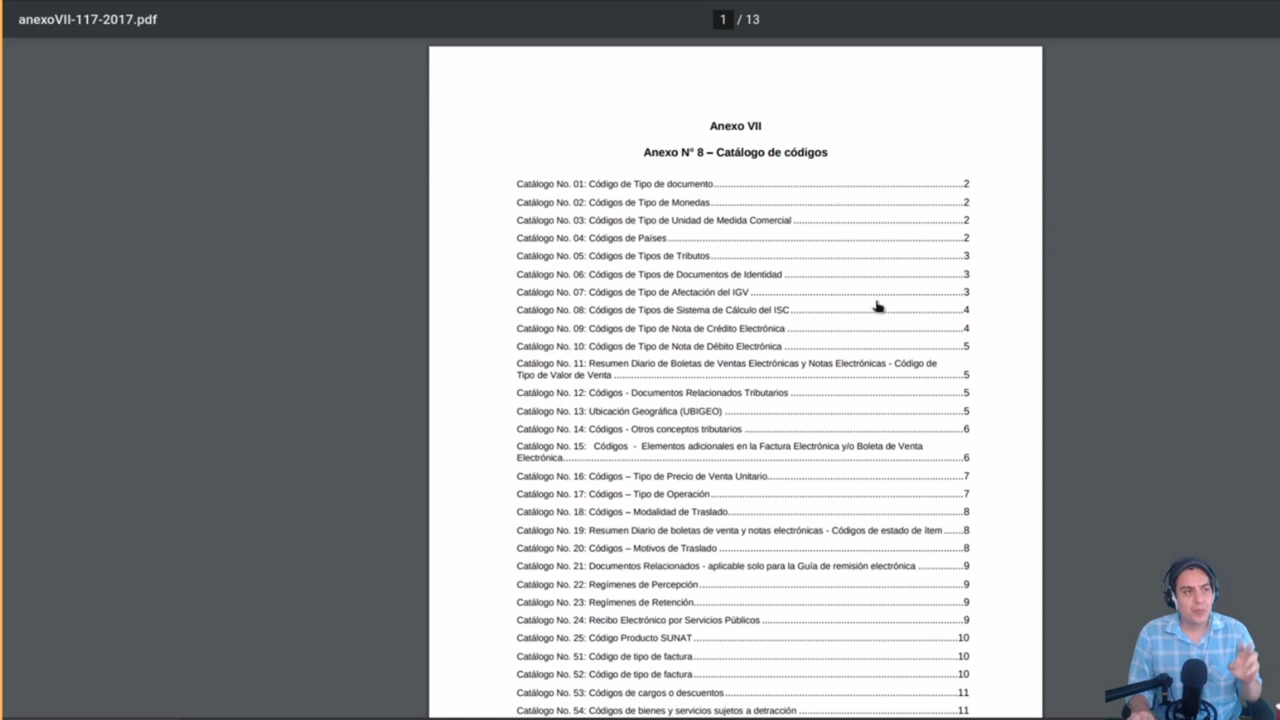 anexoVII-117-2017.pdf
1 / 13
Anexo VII
Anexo N° 8 – Catálogo de códigos
Catálogo No. 01: Código de Tipo de documento....................2
Catálogo No. 02: Códigos de Tipo de Monedas....................2
Catálogo No. 03: Códigos de Tipo de Unidad de Medida Comercial ....................2
Catálogo No. 04: Códigos de Países....................2
Catálogo No. 05: Códigos de Tipos de Tributos....................3
Catálogo No. 06: Códigos de Tipos de Documentos de Identidad ....................3
Catálogo No. 07: Códigos de Tipo de Afectación del IGV....................3
Catálogo No. 08: Códigos de Tipos de Sistema de Cálculo del ISC....................4
Catálogo No. 09: Códigos de Tipo de Nota de Crédito Electrónica ....................4
Catálogo No. 10: Códigos de Tipo de Nota de Débito Electrónica ....................5
Catálogo No. 11: Resumen Diario de Boletas de Ventas Electrónicas y Notas Electrónicas - Código de
Tipo de Valor de Venta ....................5
Catálogo No. 12: Códigos - Documentos Relacionados Tributarios ....................5
Catálogo No. 13: Ubicación Geográfica (UBIGEO) ....................5
Catálogo No. 14: Códigos - Otros conceptos tributarios ....................6
Catálogo No. 15: Códigos - Elementos adicionales en la Factura Electrónica y/o Boleta de Venta
Electrónica....................6
Catálogo No. 16: Códigos – Tipo de Precio de Venta Unitario....................7
Catálogo No. 17: Códigos – Tipo de Operación....................7
Catálogo No. 18: Códigos – Modalidad de Traslado....................8
Catálogo No. 19: Resumen Diario de boletas de venta y notas electrónicas - Códigos de estado de ítem ......8
Catálogo No. 20: Códigos – Motivos de Traslado ....................8
Catálogo No. 21: Documentos Relacionados - aplicable solo para la Guía de remisión electrónica ....................9
Catálogo No. 22: Regímenes de Percepción....................9
Catálogo No. 23: Regímenes de Retención....................9
Catálogo No. 24: Recibo Electrónico por Servicios Públicos ....................9
Catálogo No. 25: Código Producto SUNAT....................10
Catálogo No. 51: Código de tipo de factura....................10
Catálogo No. 52: Código de tipo de factura....................10
Catálogo No. 53: Códigos de cargos o descuentos....................11
Catálogo No. 54: Códigos de bienes y servicios sujetos a detracción ....................11